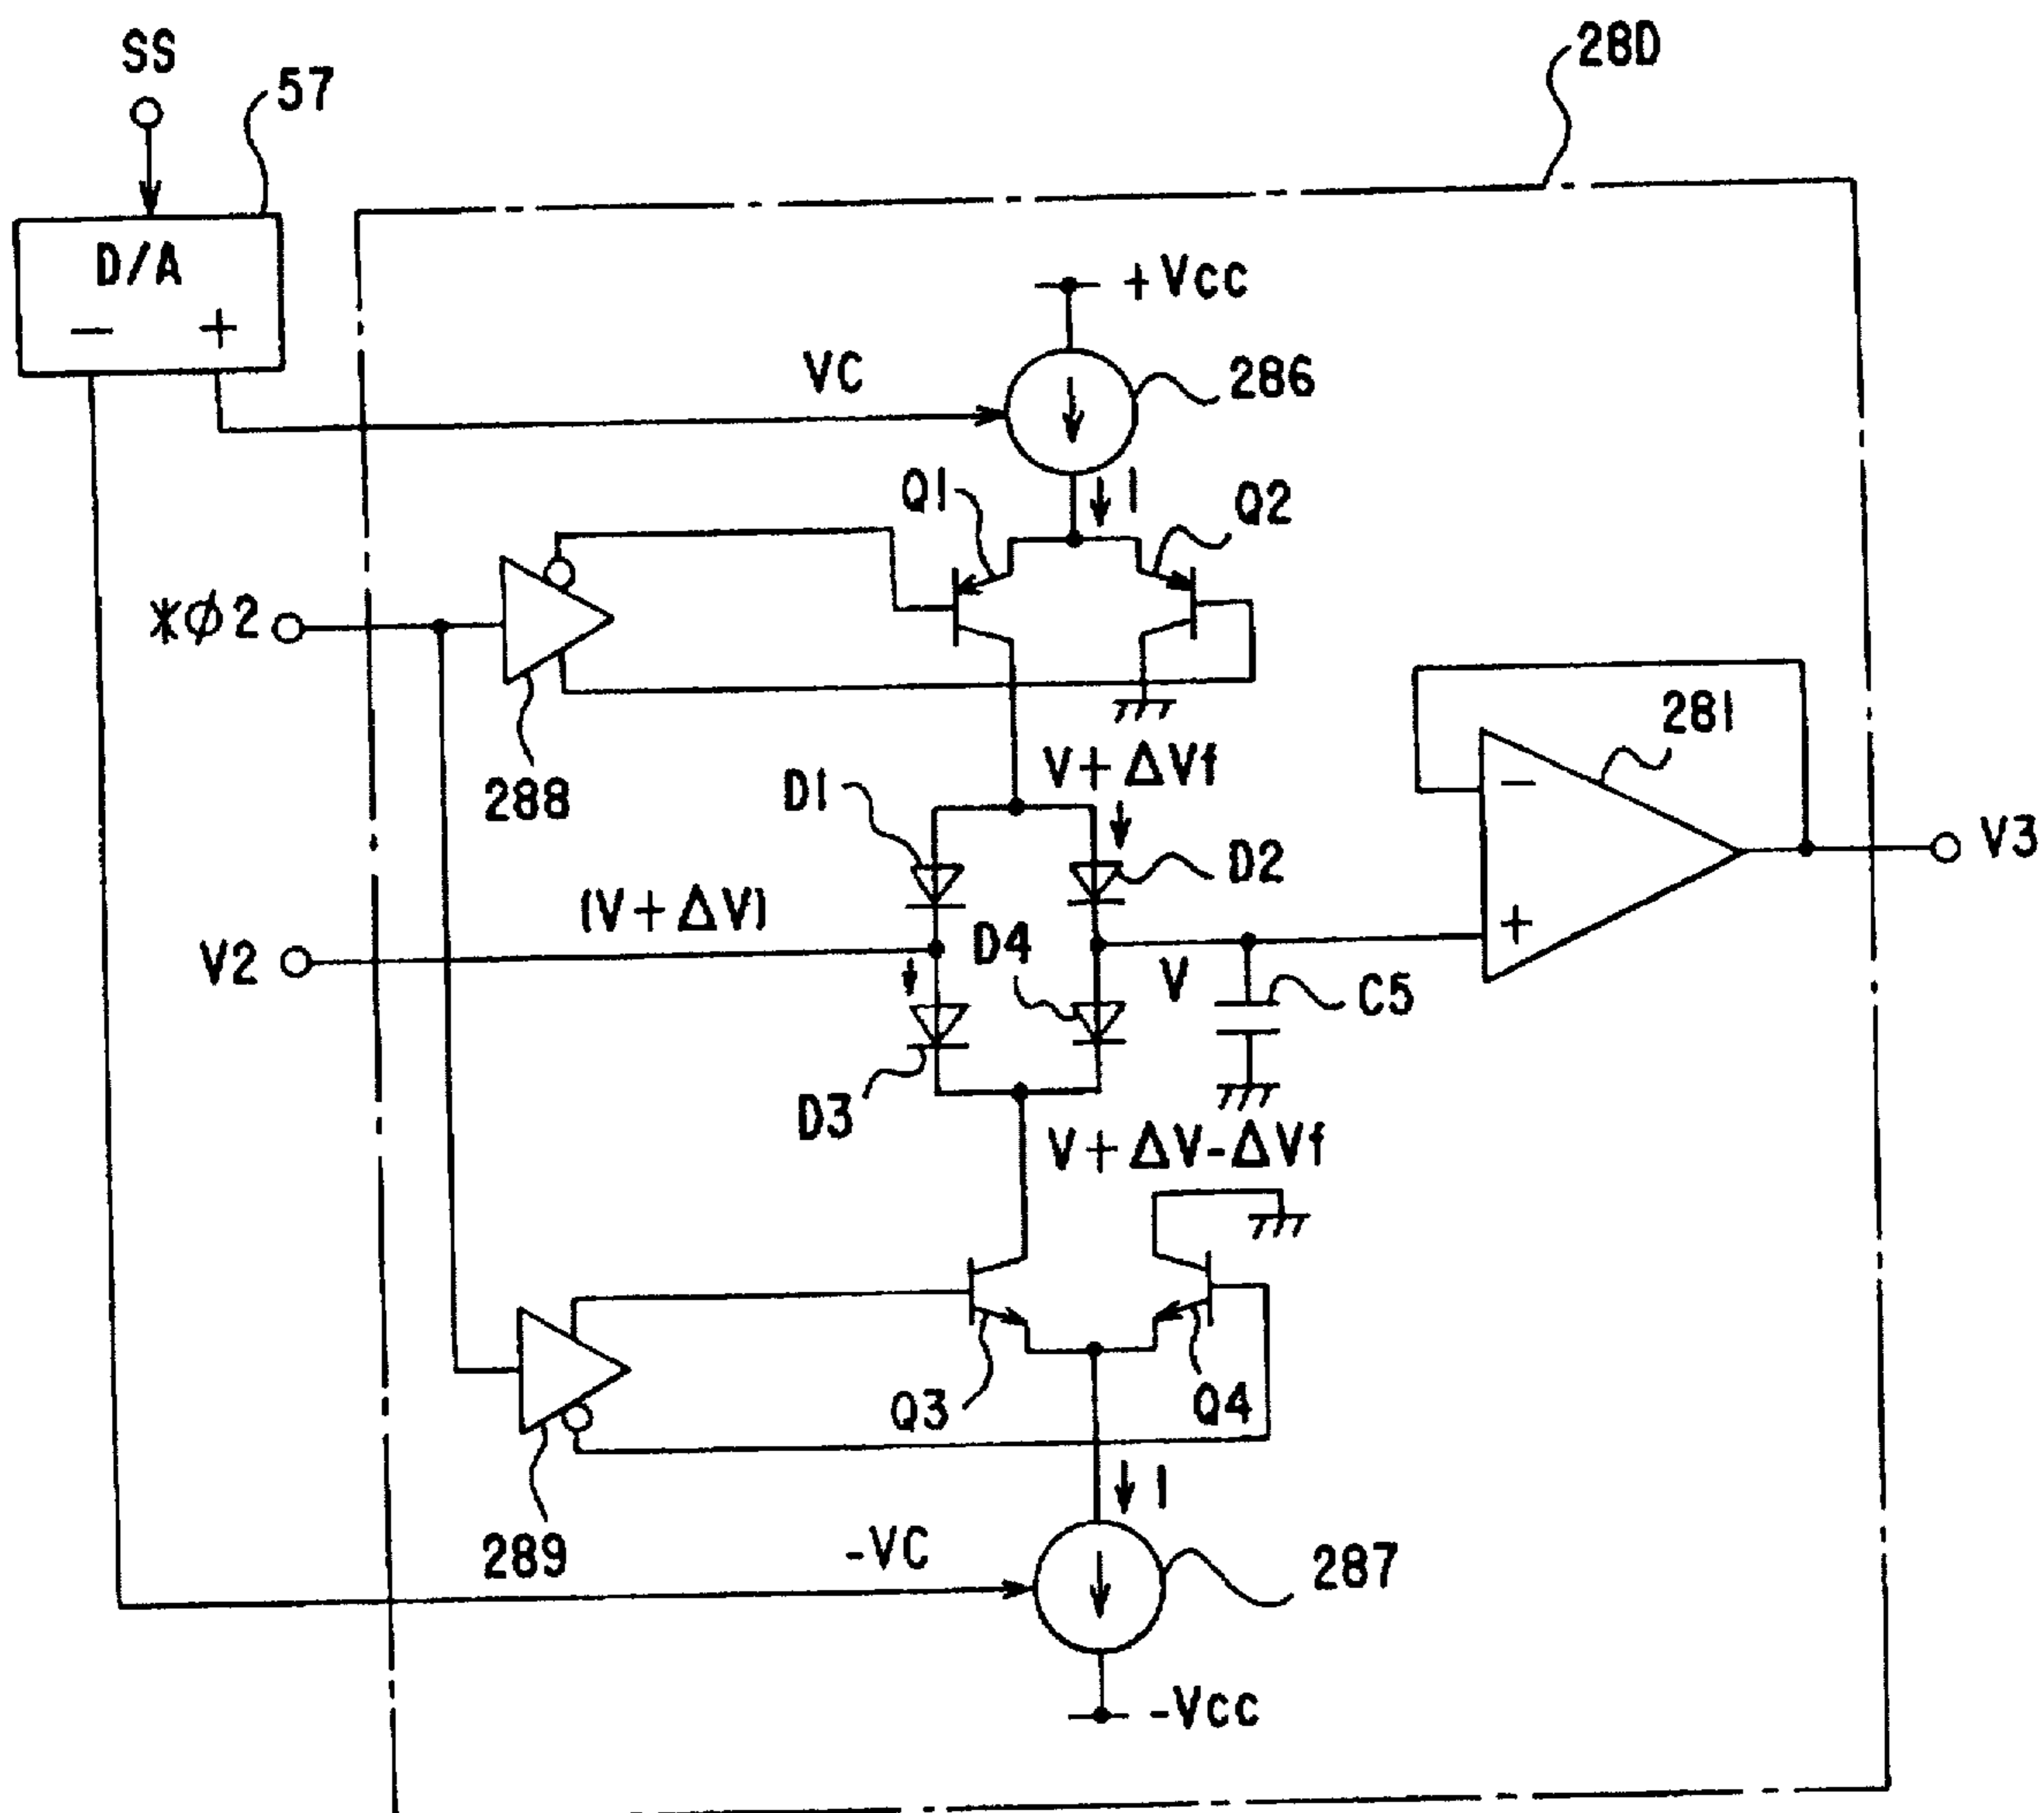 SS
57
28D
D/A
− +
+Vcc
VC
286
I
Q1
Q2
*φ2
288
281
V+ΔVf
D1
D2
V3
(V+ΔV)
V2
D4
V
C5
D3
V+ΔV-ΔVf
−
+
Q3
Q4
289
I
-VC
287
-Vcc